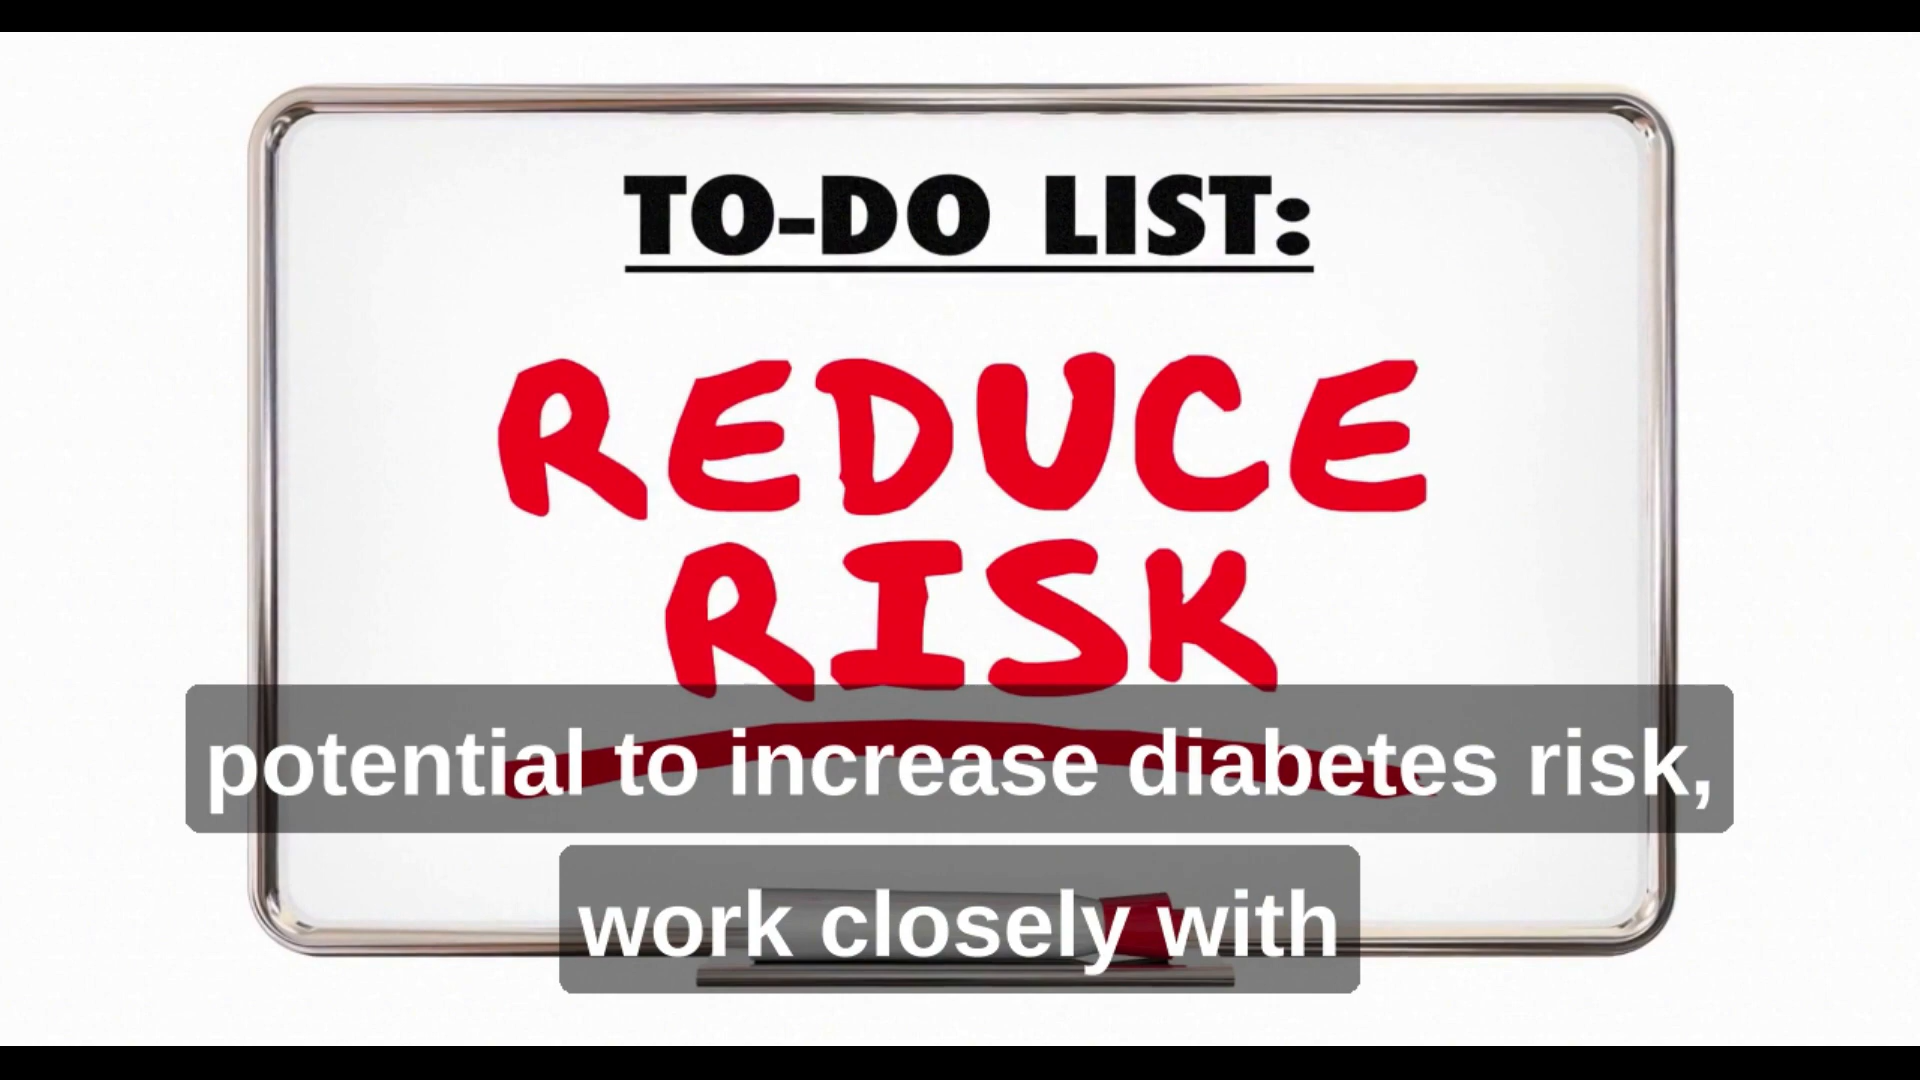 TO-DO LIST:
REDUCE
RISK
potential to increase diabetes risk,
work closely with